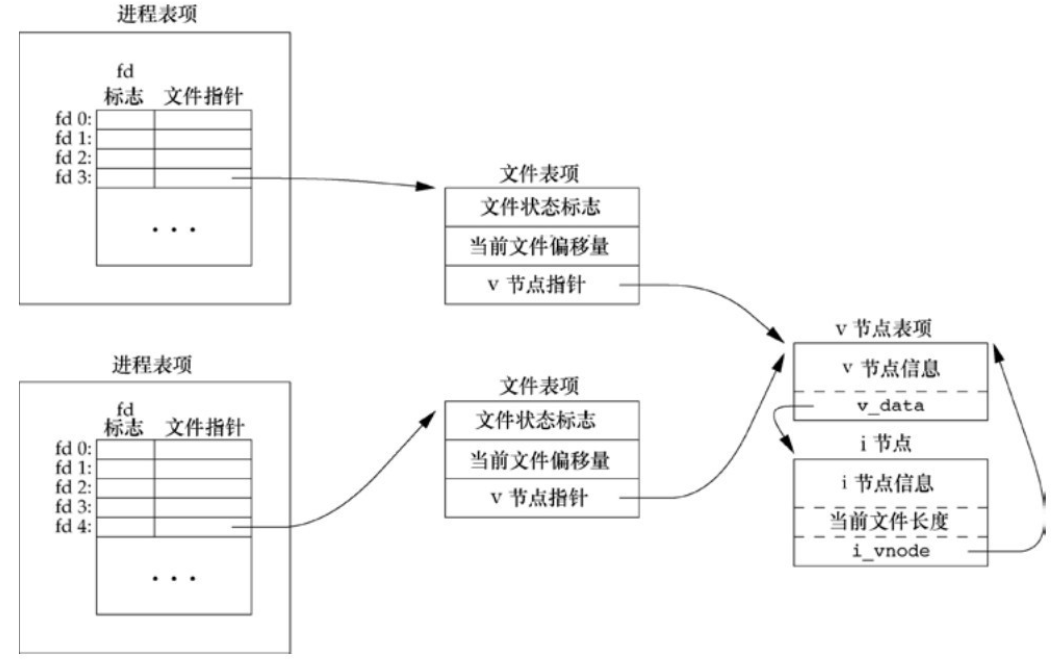 进程表项
fd
标志 文件指针
fd 0:
fd 1:
fd 2:
fd 3:
...
文件表项
文件状态标志
当前文件偏移量
v 节点指针
进程表项
fd
标志 文件指针
fd 0:
fd 1:
fd 2:
fd 3:
fd 4:
...
文件表项
文件状态标志
当前文件偏移量
v 节点指针
v 节点表项
v 节点信息
v_data
i 节点
i 节点信息
当前文件长度
i_vnode